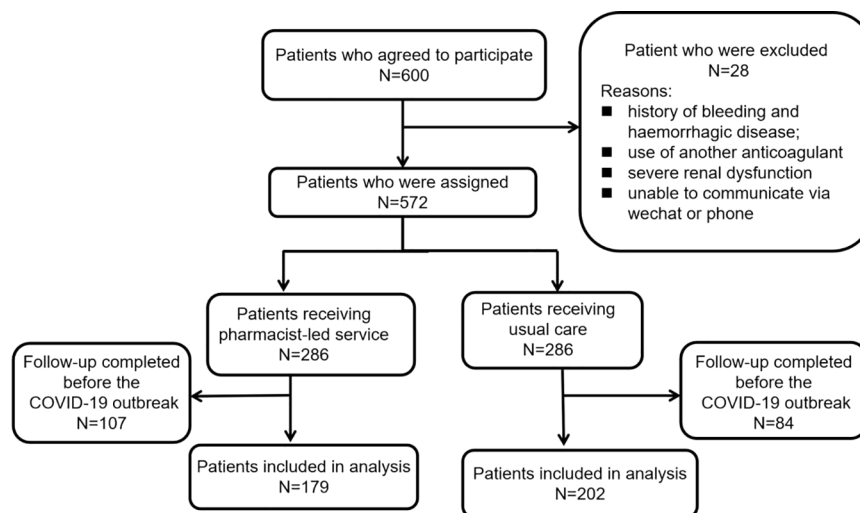 Patients who agreed to participate
N=600
Patient who were excluded
N=28
Reasons:
■ history of bleeding and
haemorrhagic disease;
■ use of another anticoagulant
■ severe renal dysfunction
■ unable to communicate via
wechat or phone
Patients who were assigned
N=572
Patients receiving
pharmacist-led service
N=286
Patients receiving
usual care
N=286
Follow-up completed
before the
COVID-19 outbreak
N=107
Follow-up completed
before the
COVID-19 outbreak
N=84
Patients included in analysis
N=179
Patients included in analysis
N=202